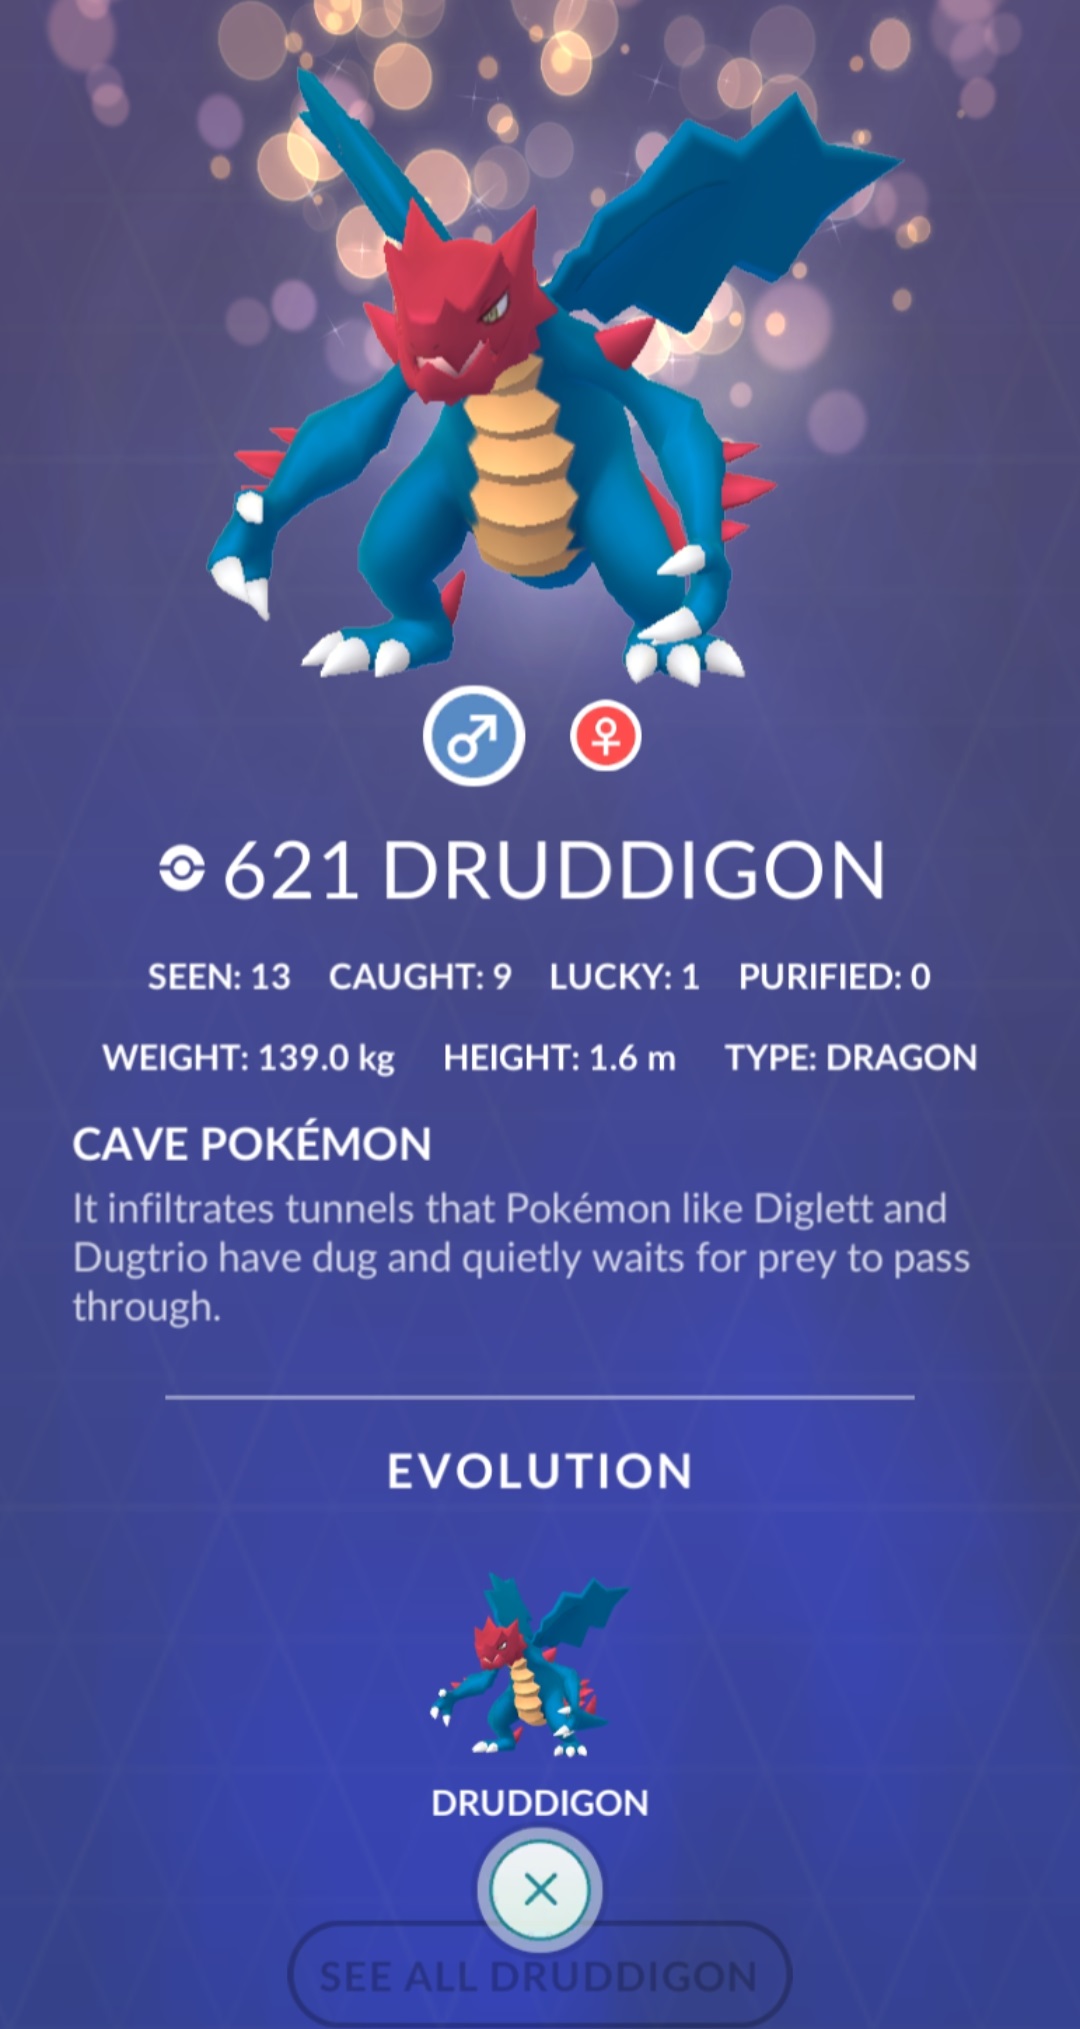 621 DRUDDIGON
SEEN: 13 CAUGHT: 9 LUCKY: 1 PURIFIED: 0
WEIGHT: 139.0 kg HEIGHT: 1.6 m TYPE: DRAGON
CAVE POKÉMON
It infiltrates tunnels that Pokémon like Diglett and
Dugtrio have dug and quietly waits for prey to pass
through.
EVOLUTION
DRUDDIGON
SEE ALL DRUDDIGON